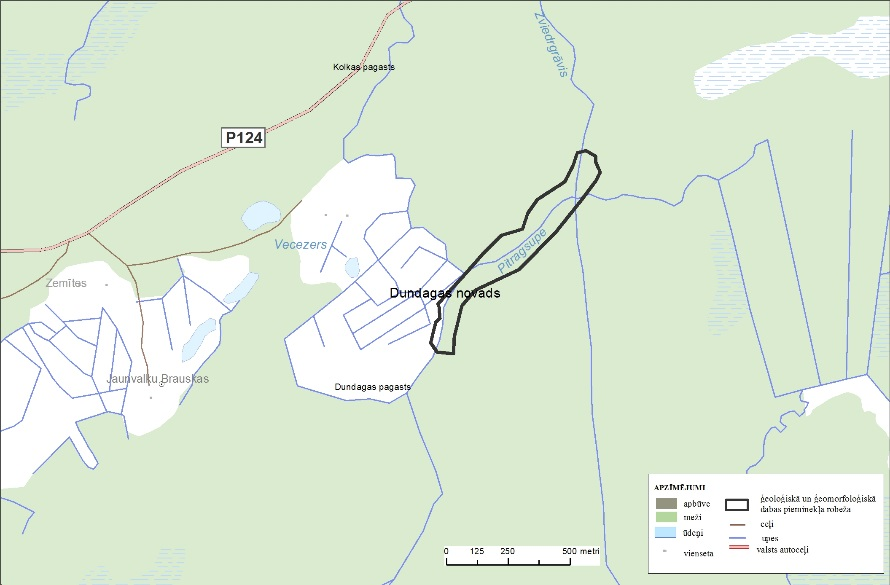 Zviedrgrāvis
Kolkas pagasts
P124
Vecezers
Pitragsupe
Zemītes
Dundagas novads
Jaunvalku Brauskas
Dundagas pagasts
APZĪMĒJUMI
apbūve
meži
ūdeņi
viensēta
ģeoloģiskā un ģeomorfoloģiskā
dabas pieminekļa robeža
ceļi
upes
valsts autoceļi
0 125 250 500 metri